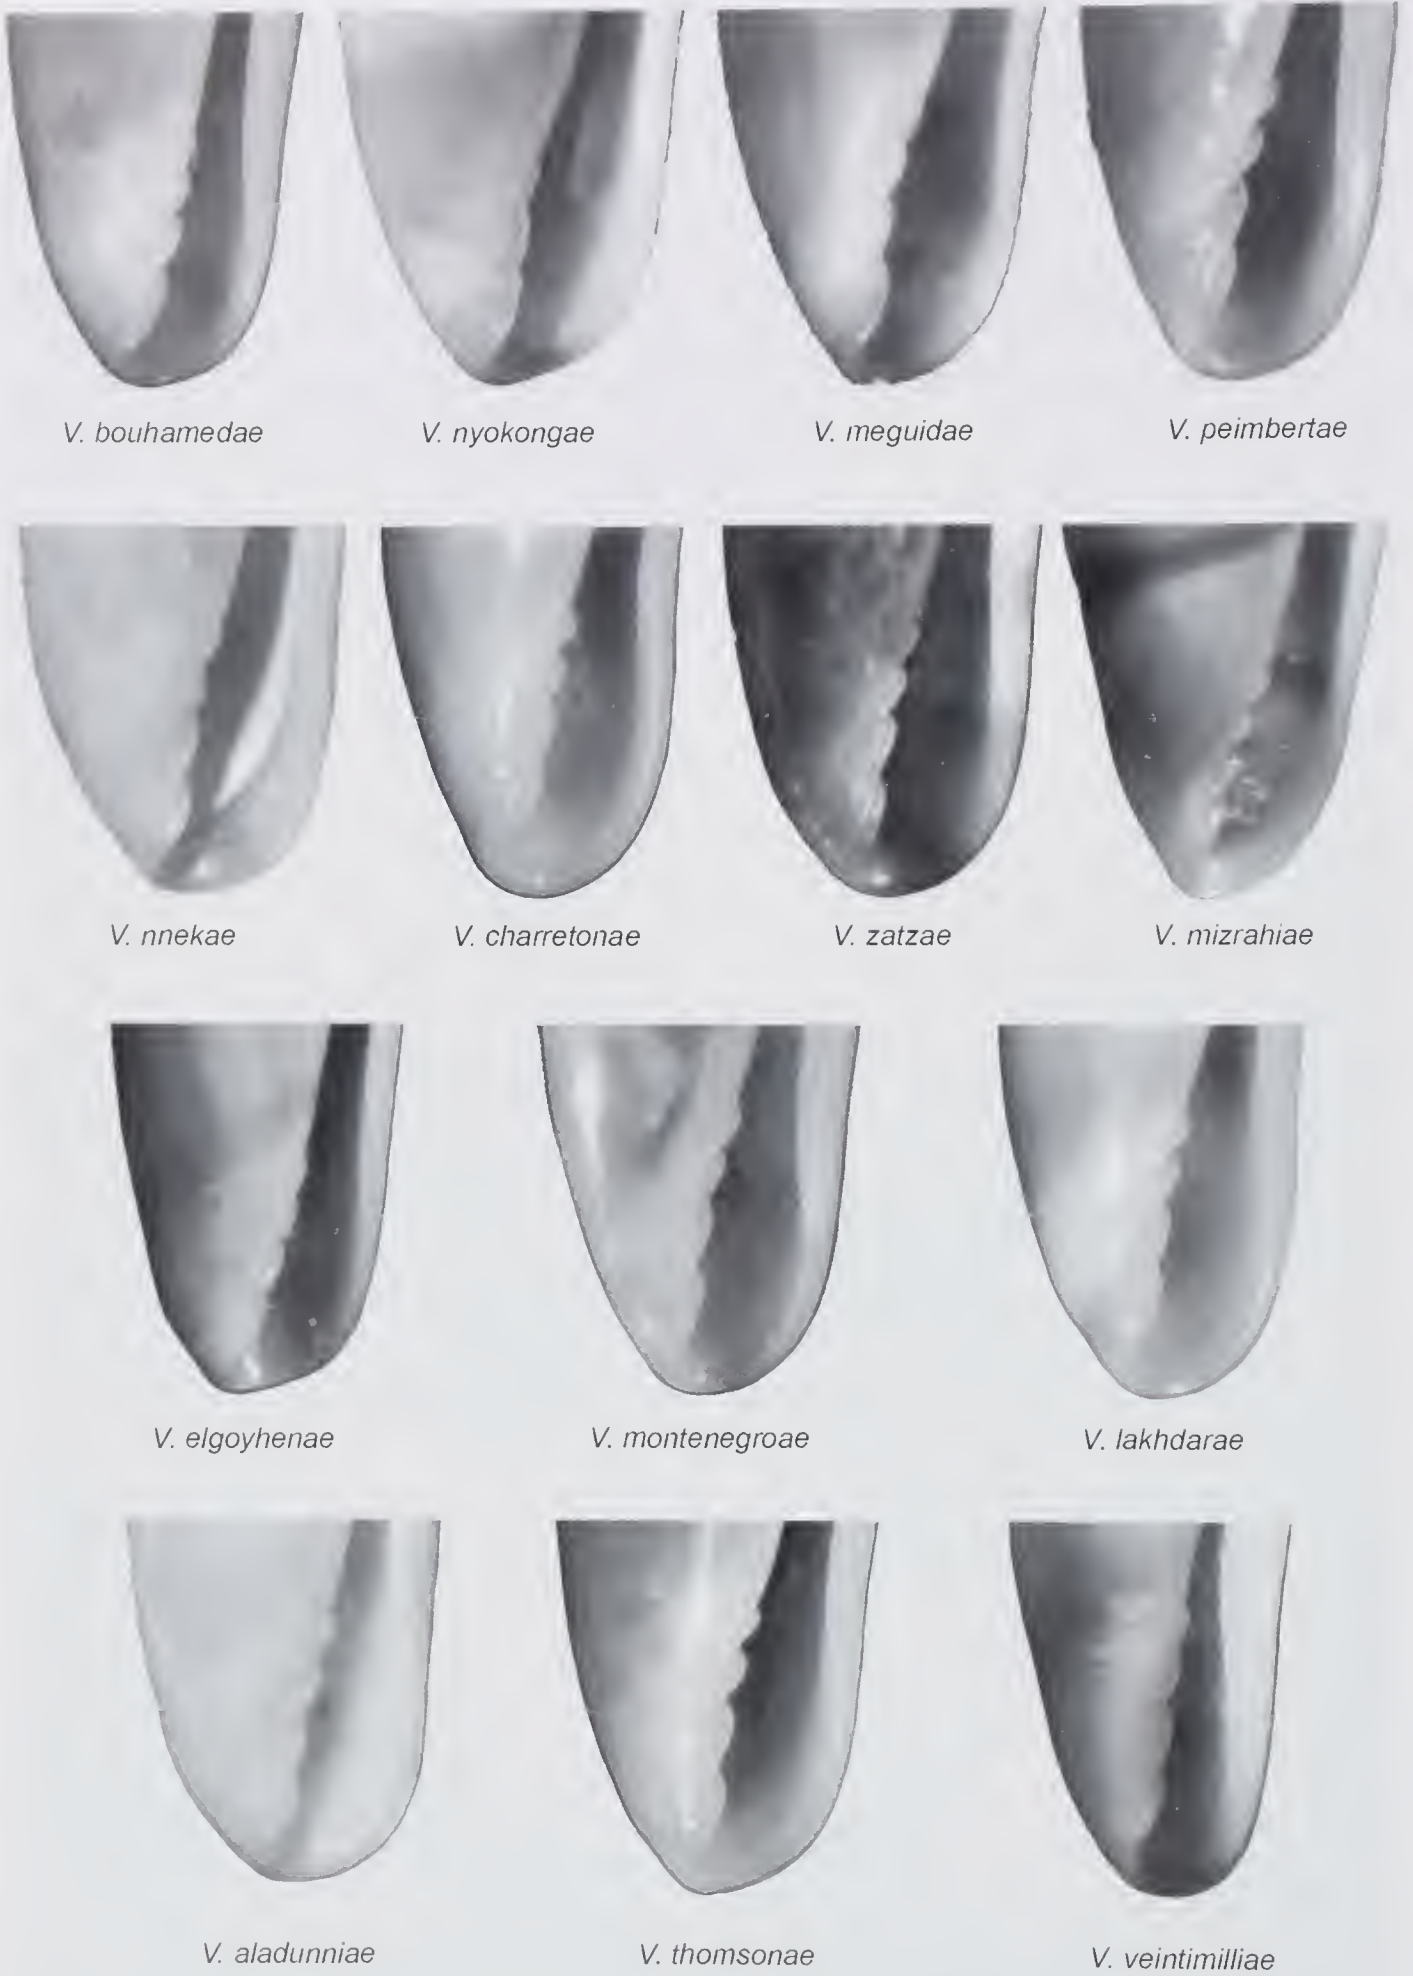 V. bouhamedae
V. nyokongae
V. meguidae
V. peimbertae
V. nnekae
V. charretonae
V. zatzae
V. mizrahiae
V. elgoyhenae
V. montenegroae
V. lakhdarae
V. aladunniae
V. thomsonae
V. veintimilliae